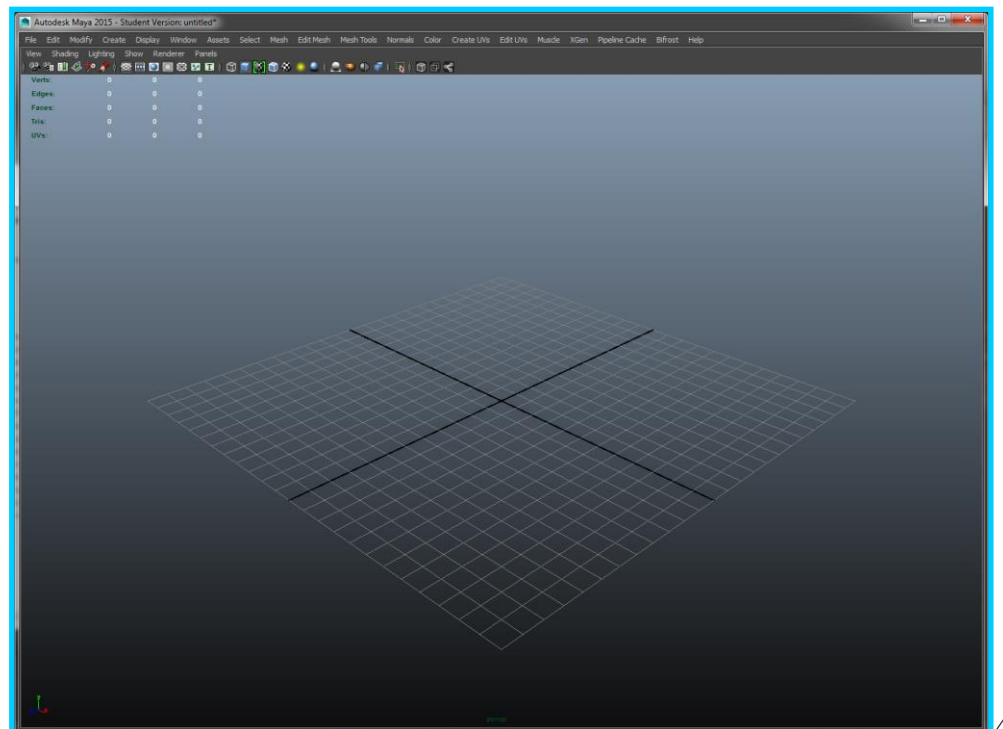 Autodesk Maya 2015 - Student Version: untitled*
File Edit Modify Create Display Window Assets Select Mesh Edit Mesh Mesh Tools Normals Color Create UVs Edit UVs Muscle XGen Pipeline Cache Bifrost Help
View Shading Lighting Show Renderer Panels
Verts: 0 0 0
Edges: 0 0 0
Faces: 0 0 0
Tris: 0 0 0
UVs: 0 0 0
persp